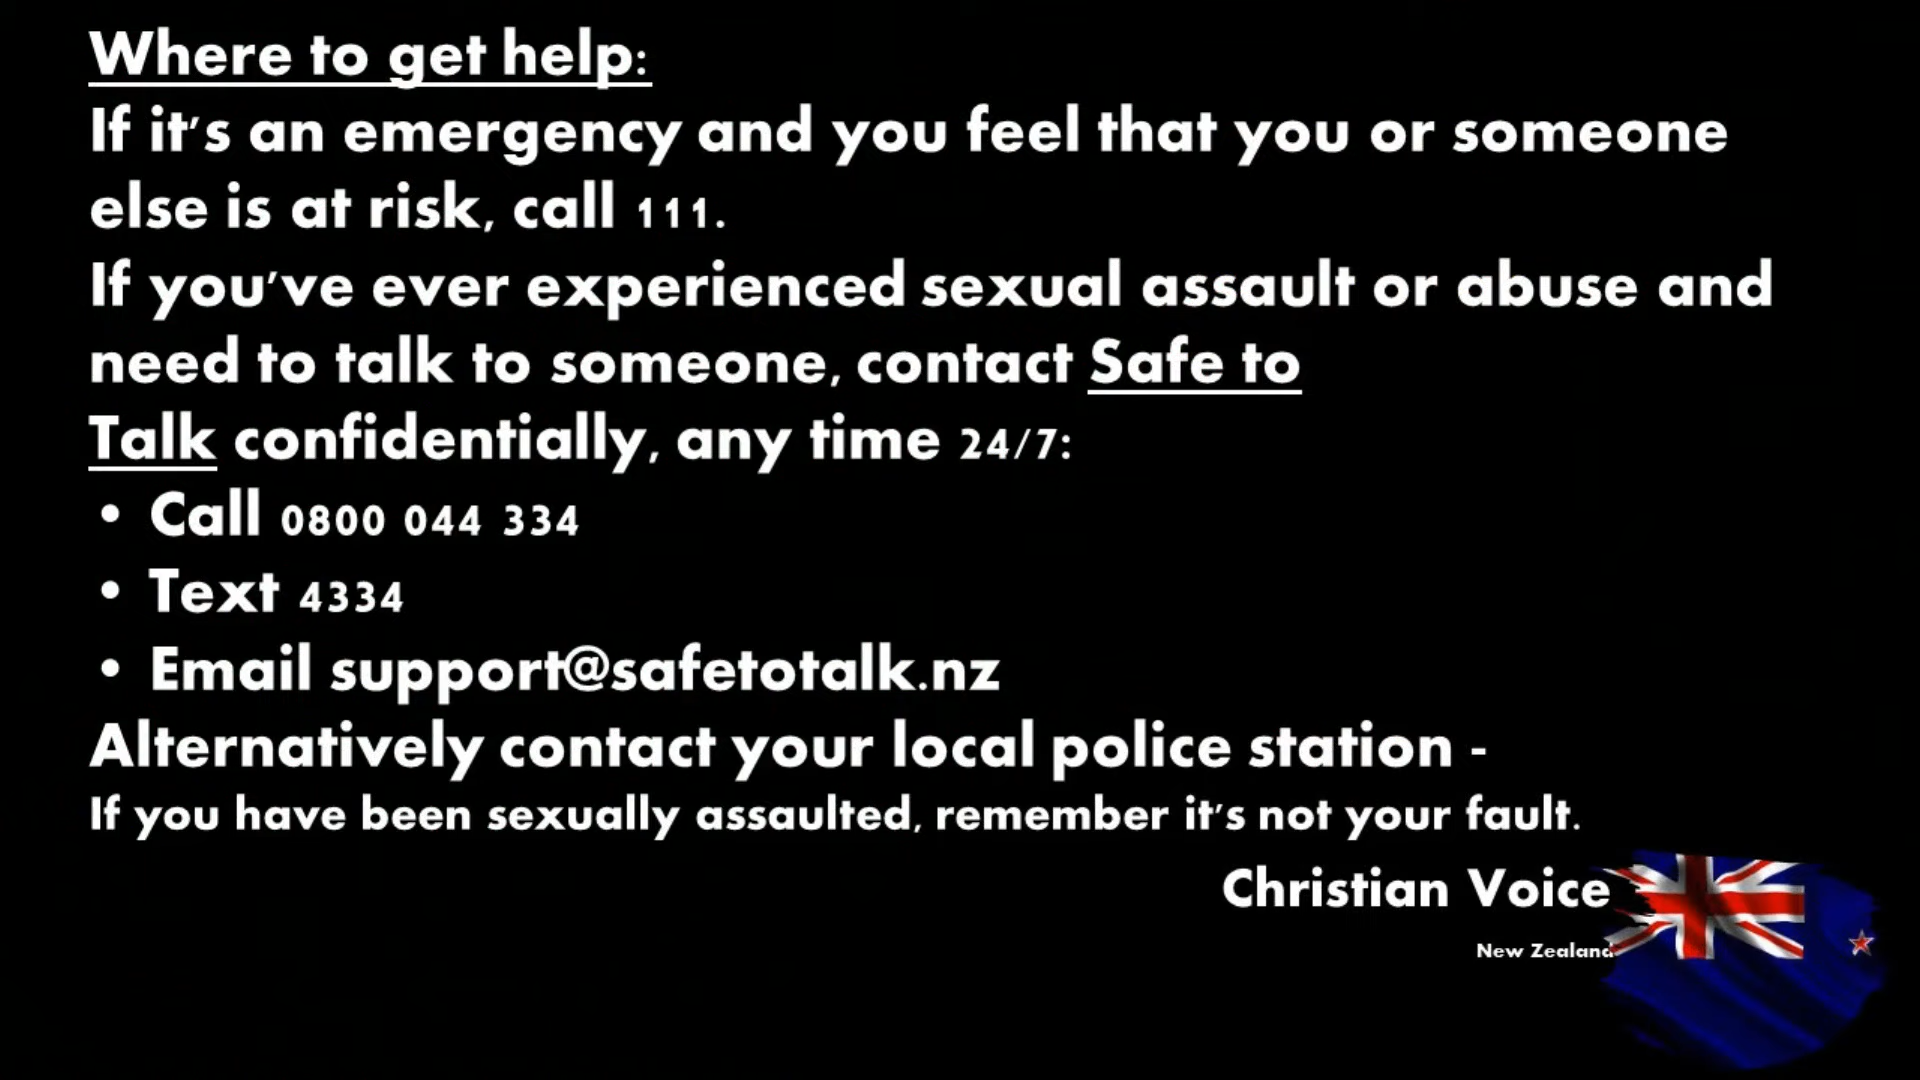 Where to get help:
If it's an emergency and you feel that you or someone
else is at risk, call 111.
If you've ever experienced sexual assault or abuse and
need to talk to someone, contact Safe to
Talk confidentially, any time 24/7:
• Call 0800 044 334
• Text 4334
• Email support@safetotalk.nz
Alternatively contact your local police station -
If you have been sexually assaulted, remember it's not your fault.
Christian Voice
New Zealand